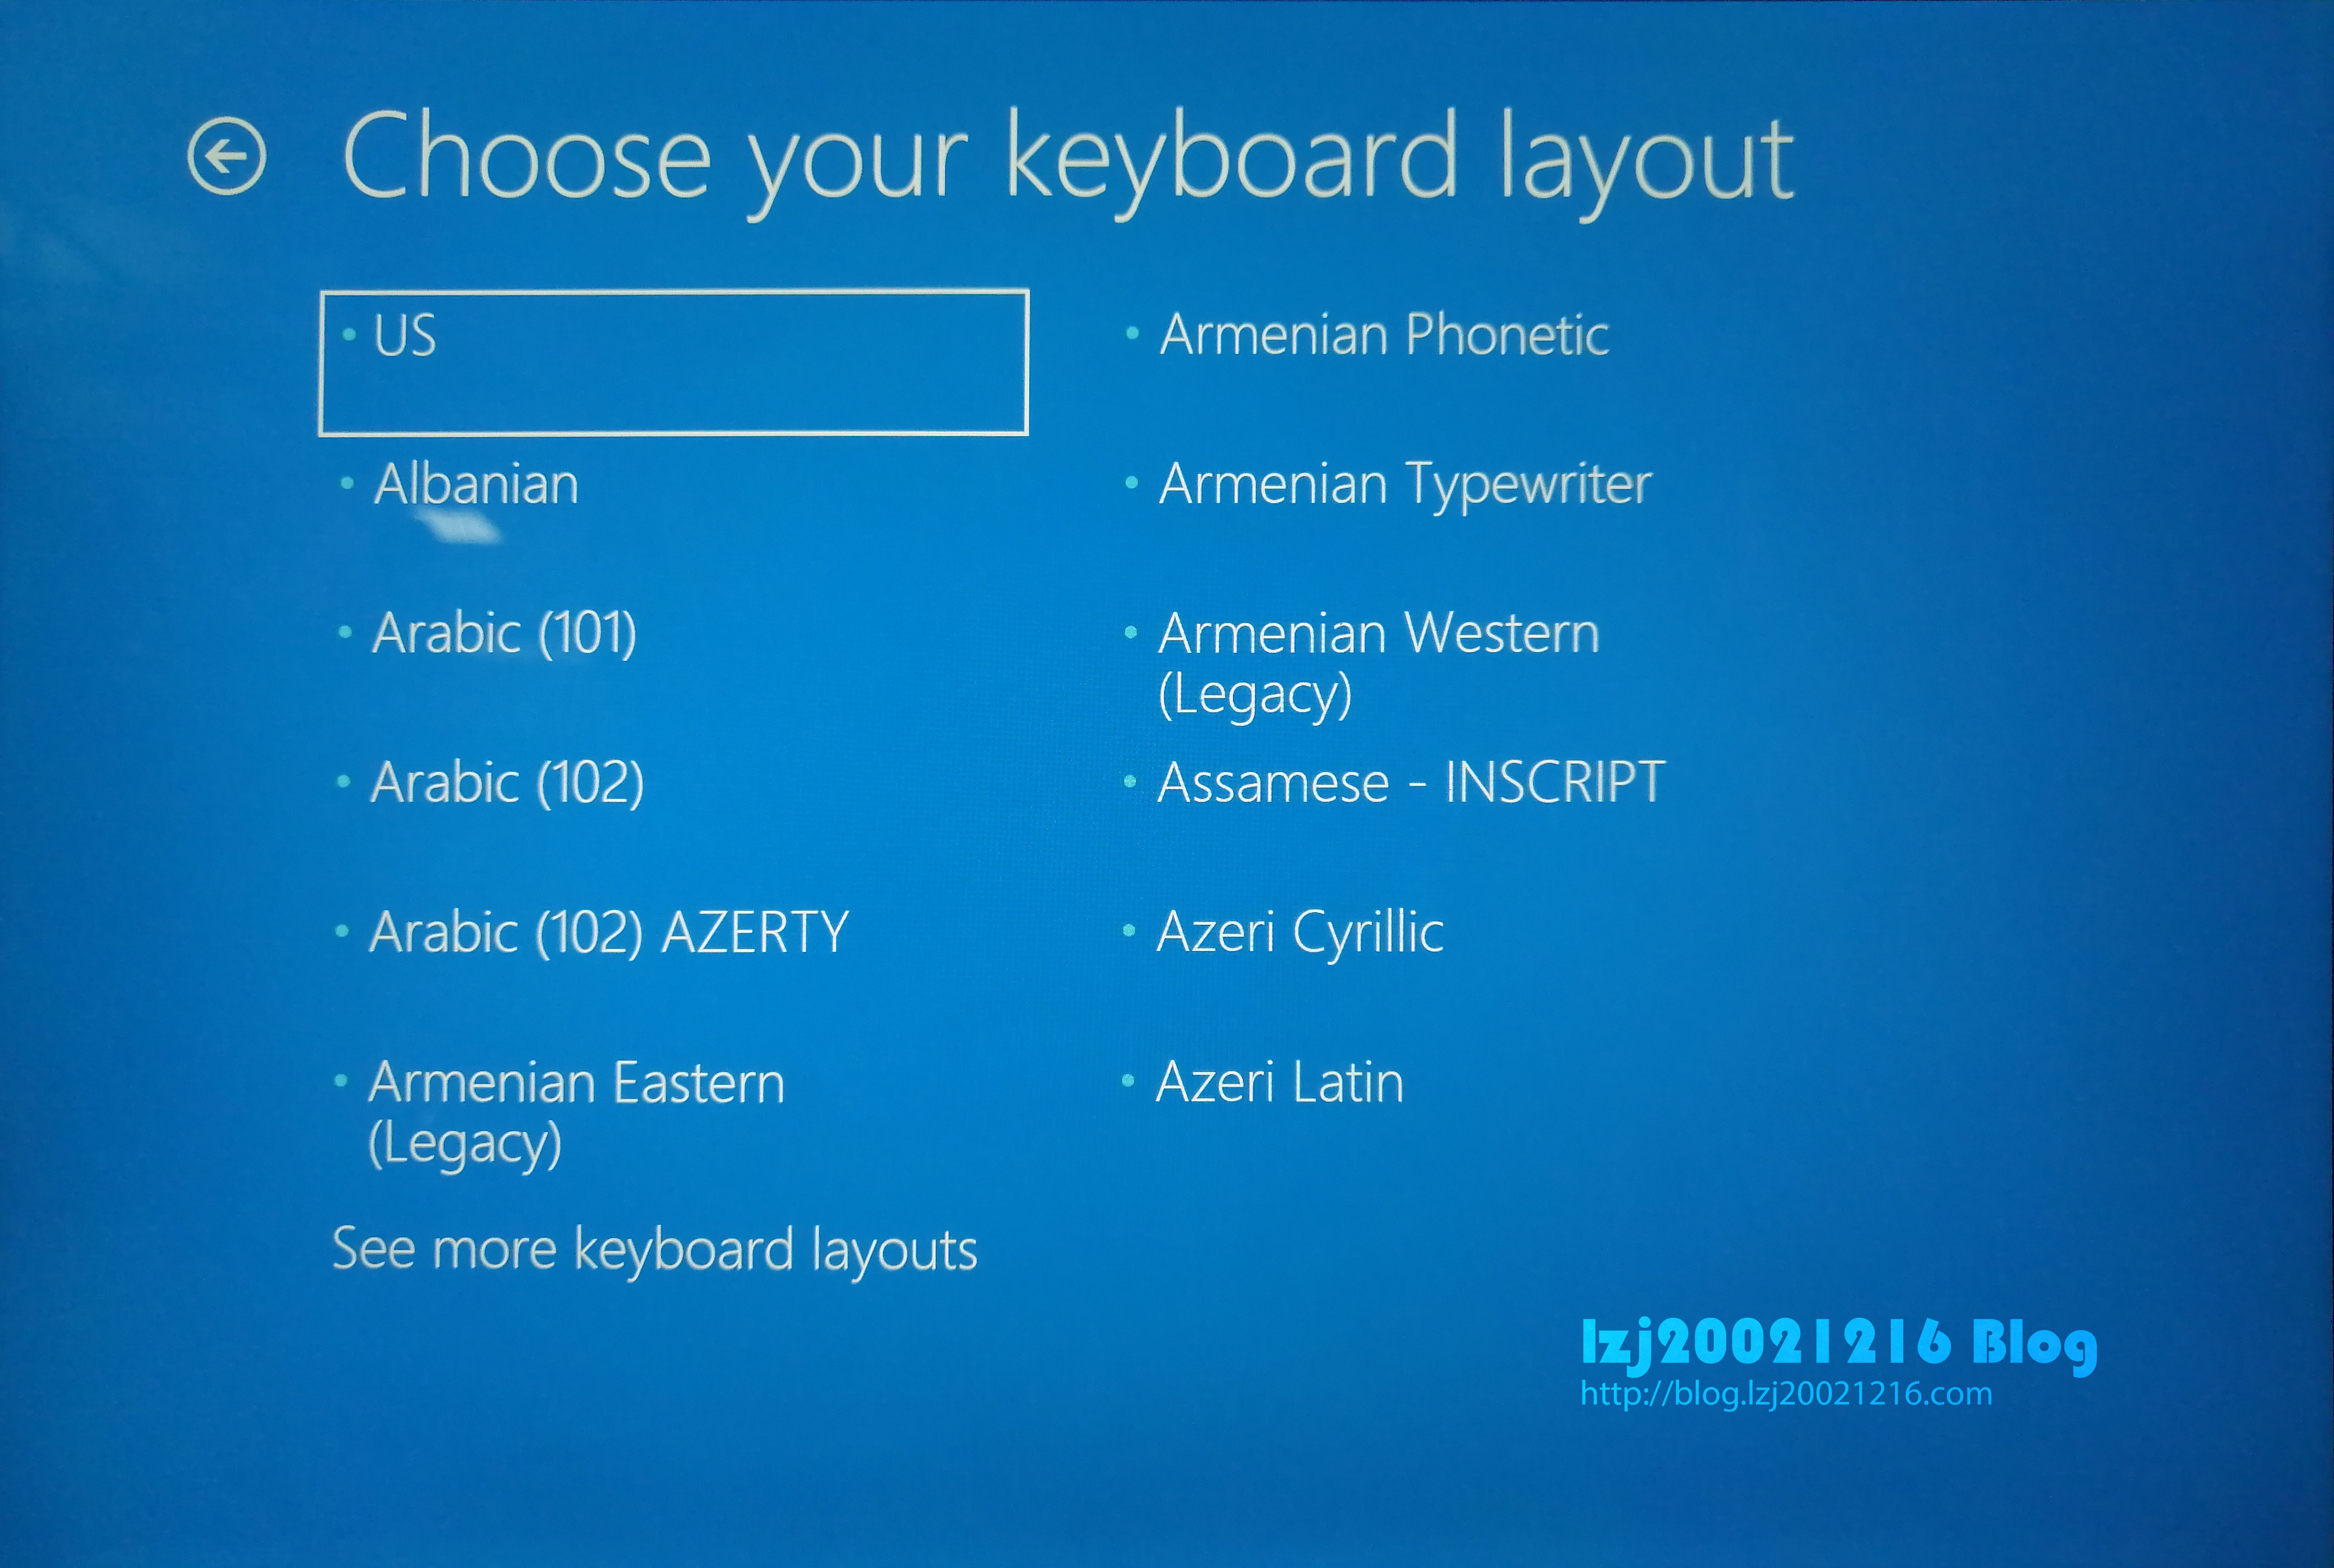 Choose your keyboard layout
US
Albanian
Arabic (101)
Arabic (102)
Arabic (102) AZERTY
Armenian Eastern
(Legacy)
Armenian Phonetic
Armenian Typewriter
Armenian Western
(Legacy)
Assamese - INSCRIPT
Azeri Cyrillic
Azeri Latin
See more keyboard layouts
lzj20021216 Blog
http://blog.lzj20021216.com